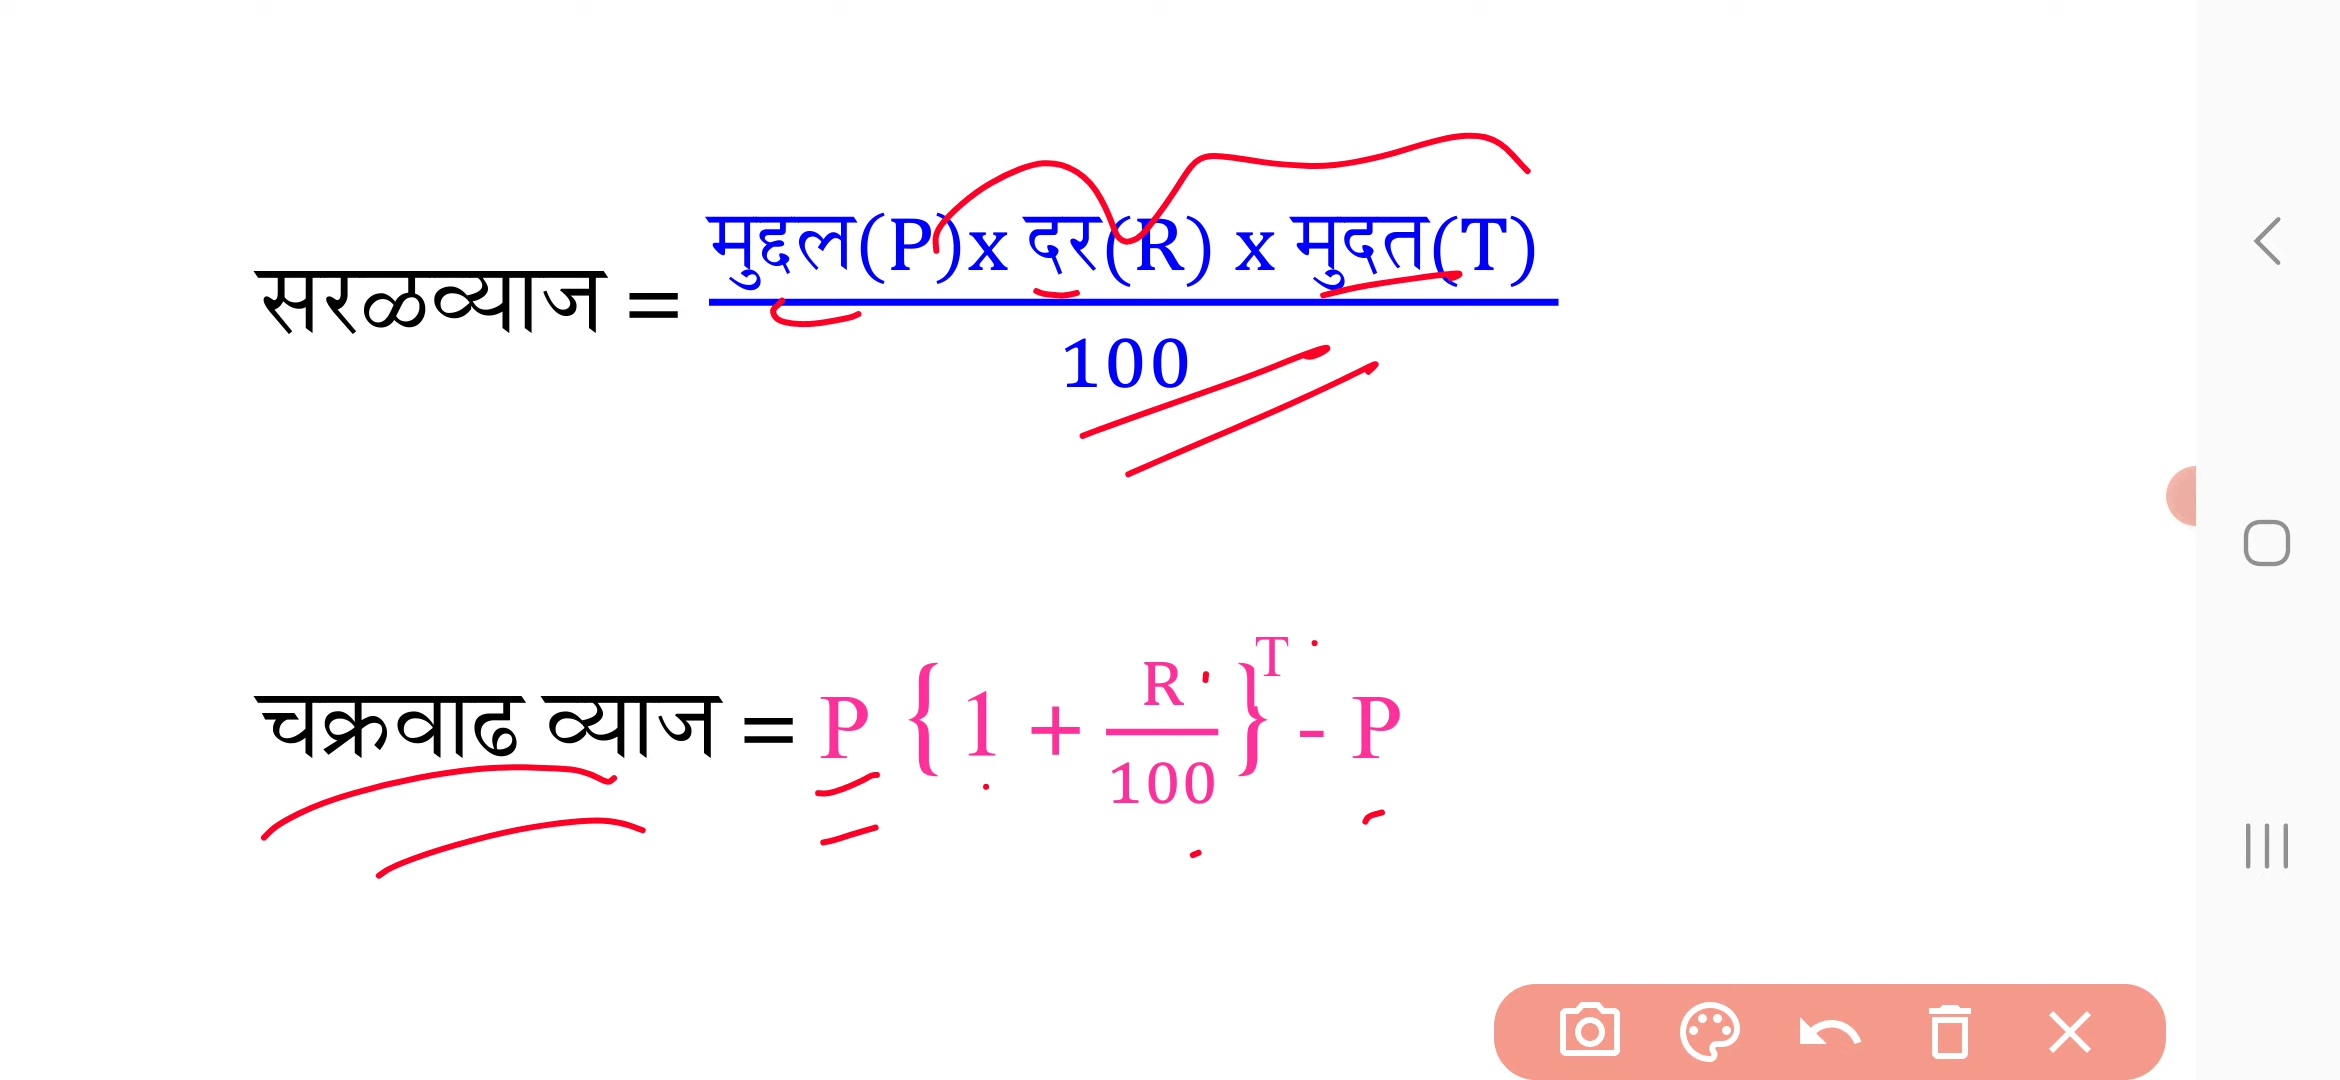 सरळव्याज = मुद्दल(P)x दर(R) x मुदत(T)
100
चक्रवाढ व्याज = P {1 + R/100}^T - P